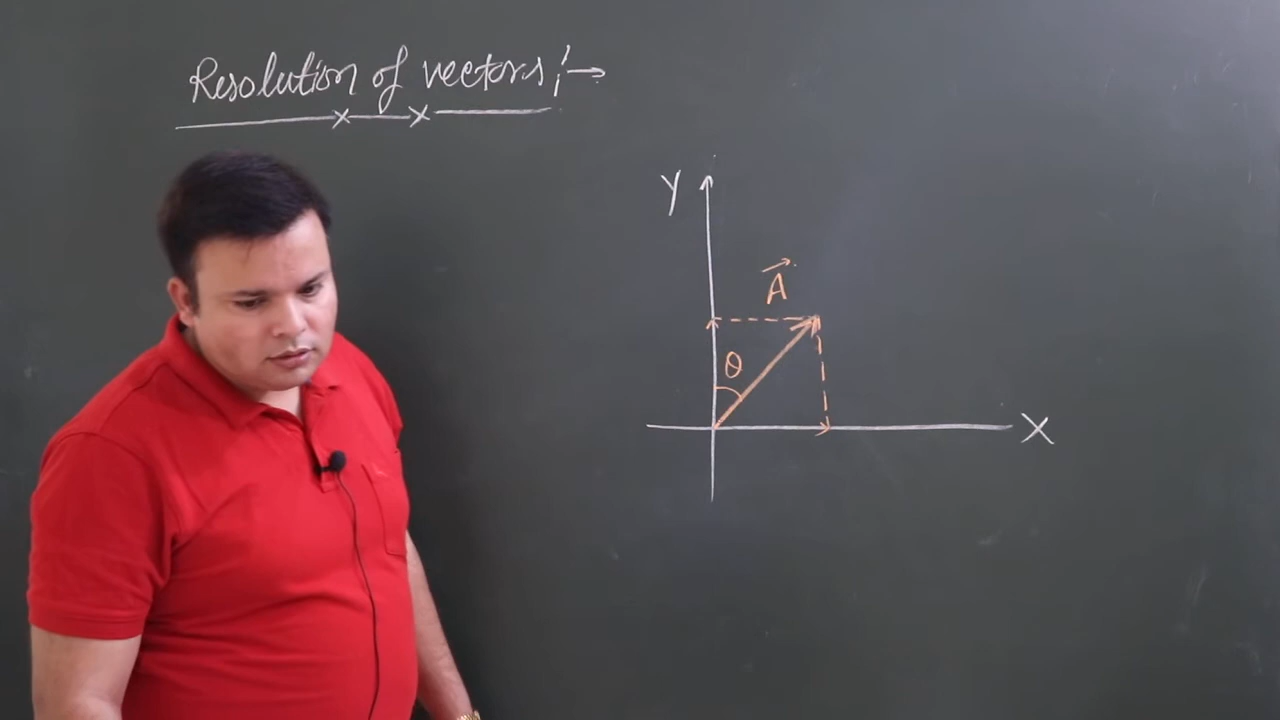 Resolution of vectors :→
Y
A⃗
θ
X